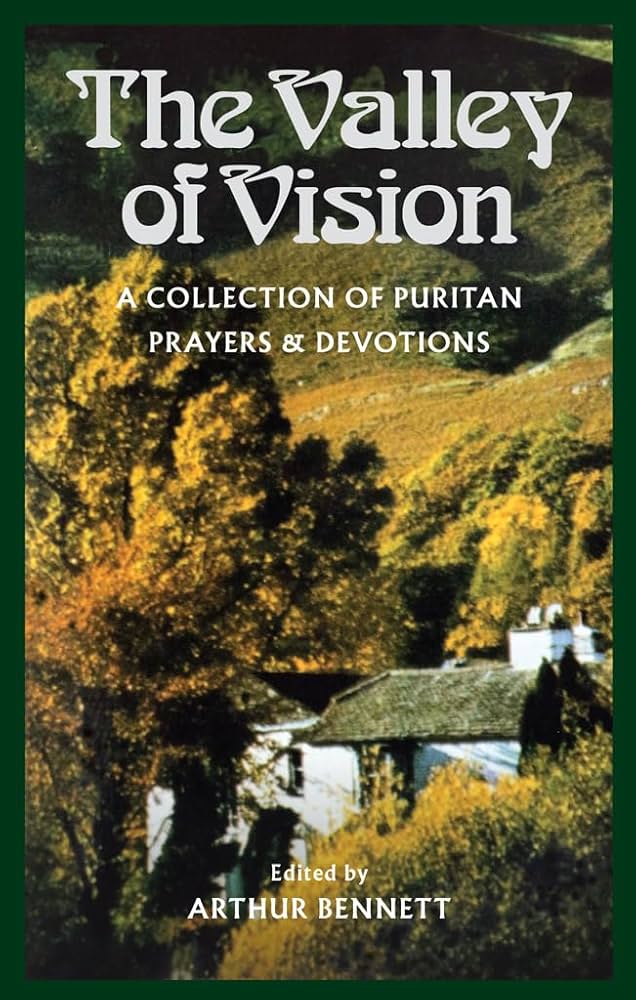 The Valley
of Vision
A COLLECTION OF PURITAN
PRAYERS & DEVOTIONS
Edited by
ARTHUR BENNETT